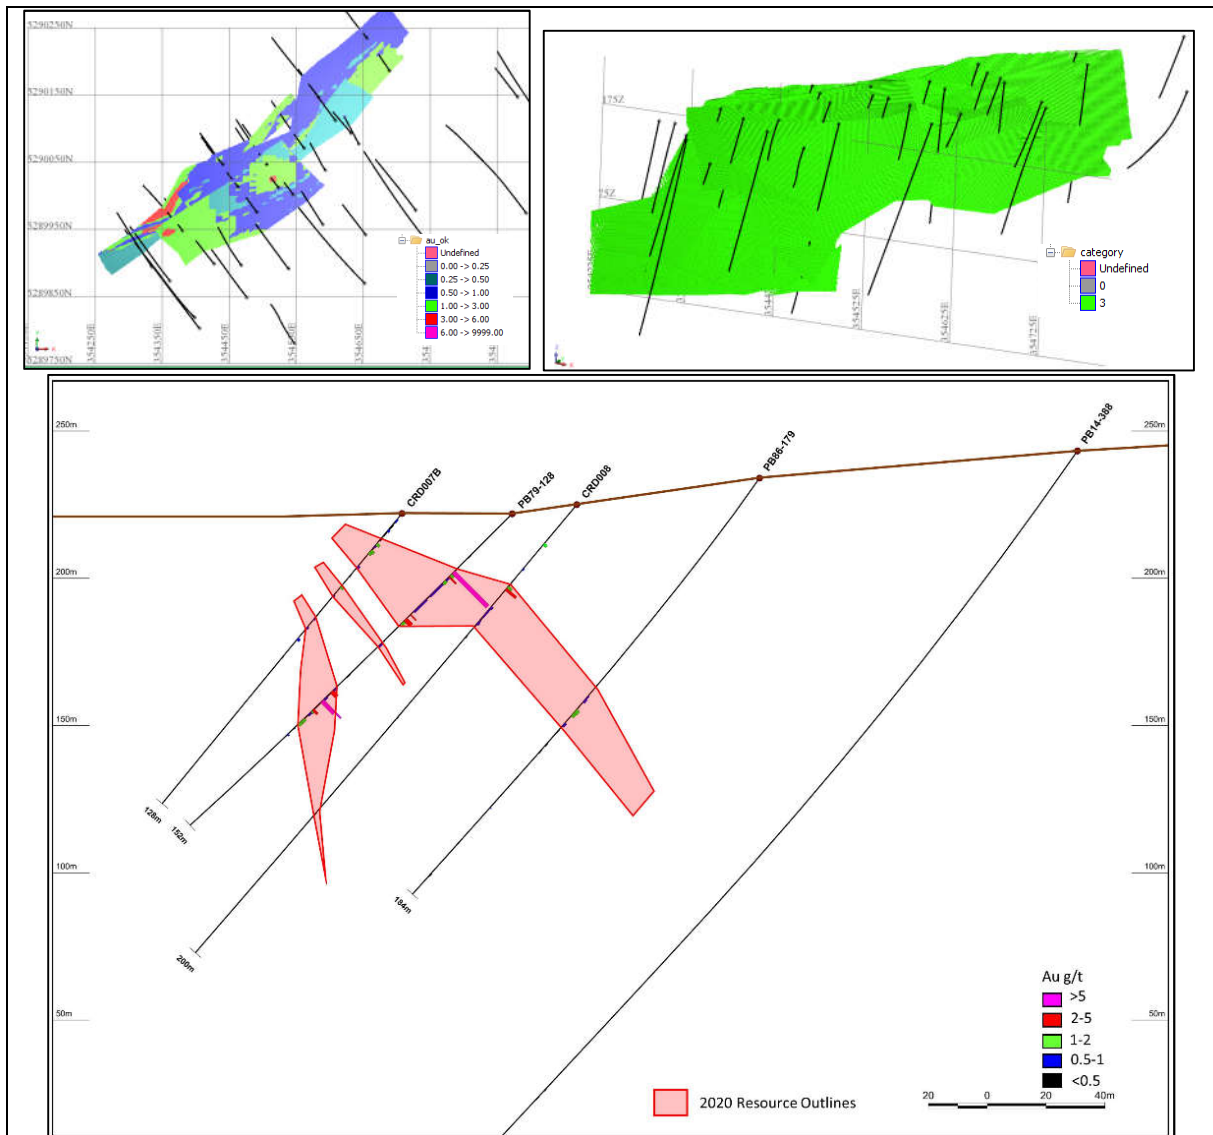 5290250N
5290150N
5290050N
5289950N
5289850N
5289750N
354250E
354350E
354450E
354550E
354650E
au_ok
Undefined
0.00 -> 0.25
0.25 -> 0.50
0.50 -> 1.00
1.00 -> 3.00
3.00 -> 6.00
6.00 -> 9999.00
175Z
75Z
354525E
354625E
354725E
category
Undefined
0
3
CRD007B
PB79-128
CRD008
PB86-179
PB14-388
250m
250m
200m
200m
150m
150m
100m
100m
50m
50m
128m
152m
200m
184m
Au g/t
>5
2-5
1-2
0.5-1
<0.5
2020 Resource Outlines
20 0 20 40m